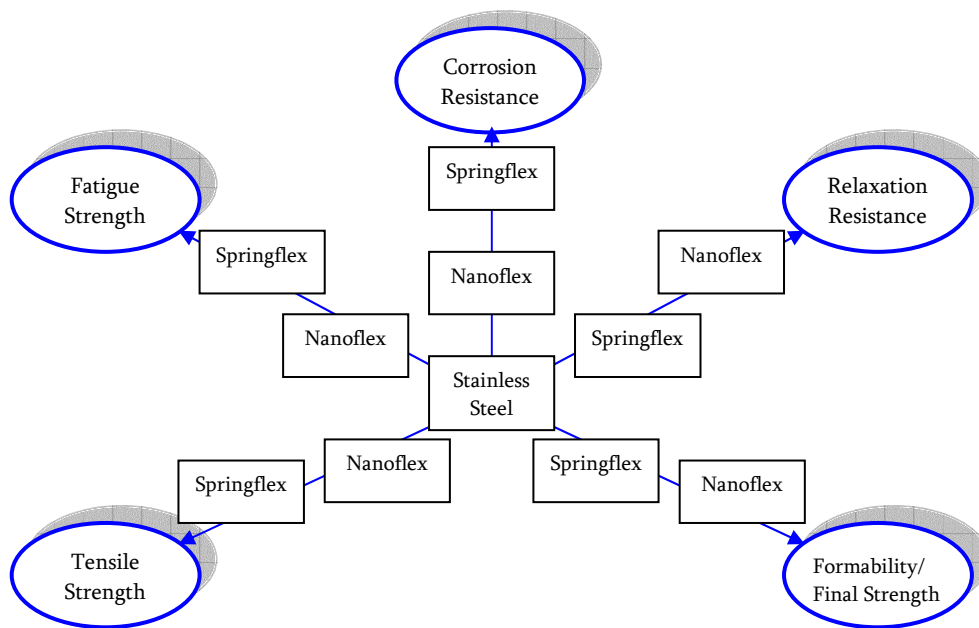 Corrosion
Resistance
Springflex
Fatigue
Strength
Relaxation
Resistance
Springflex
Nanoflex
Nanoflex
Nanoflex
Springflex
Stainless
Steel
Nanoflex
Springflex
Springflex
Nanoflex
Tensile
Strength
Formability/
Final Strength